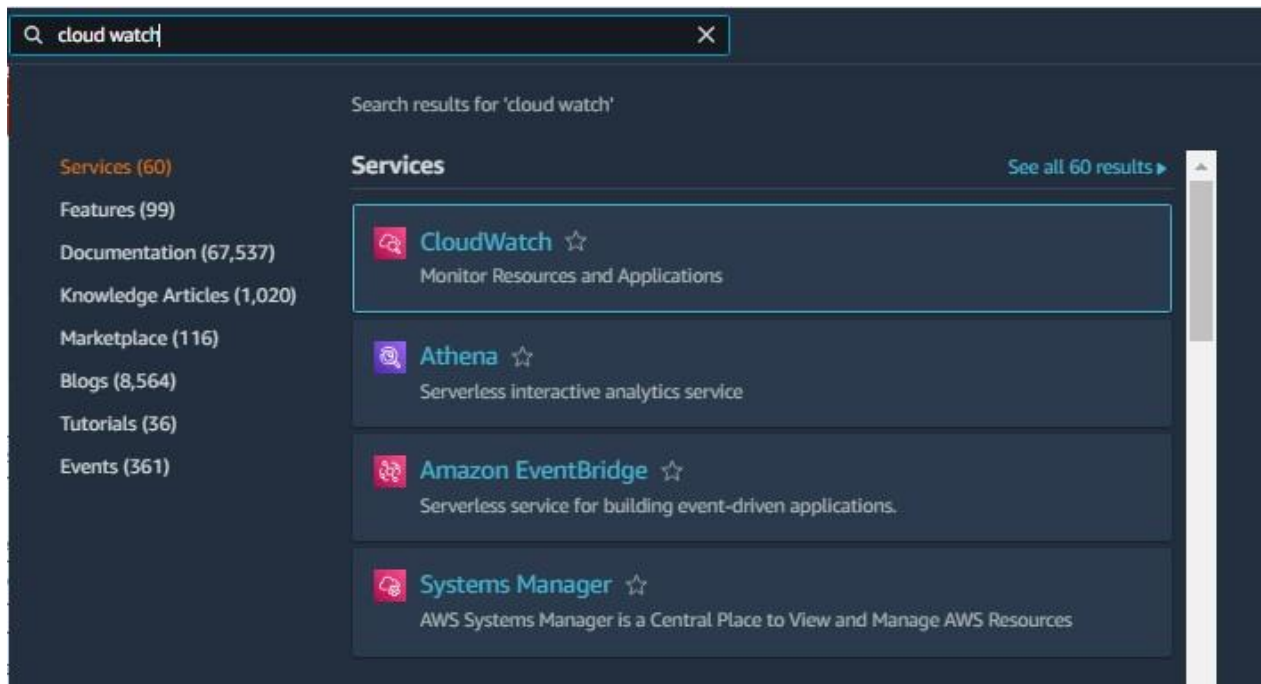 cloud watch
Search results for 'cloud watch'
Services (60)
Features (99)
Documentation (67,537)
Knowledge Articles (1,020)
Marketplace (116)
Blogs (8,564)
Tutorials (36)
Events (361)
Services
See all 60 results
CloudWatch
Monitor Resources and Applications
Athena
Serverless interactive analytics service
Amazon EventBridge
Serverless service for building event-driven applications.
Systems Manager
AWS Systems Manager is a Central Place to View and Manage AWS Resources